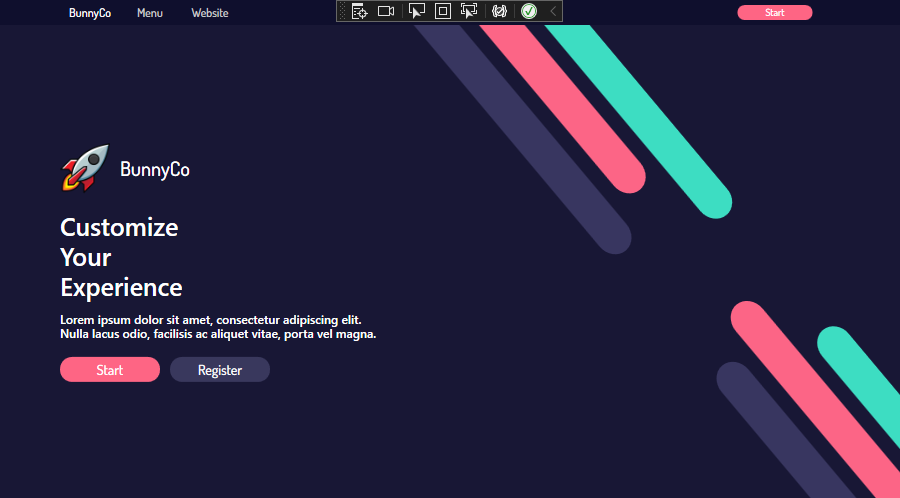 BunnyCo Menu Website Start
BunnyCo
Customize
Your
Experience
Lorem ipsum dolor sit amet, consectetur adipiscing elit.
Nulla lacus odio, facilisis ac aliquet vitae, porta vel magna.
Start Register